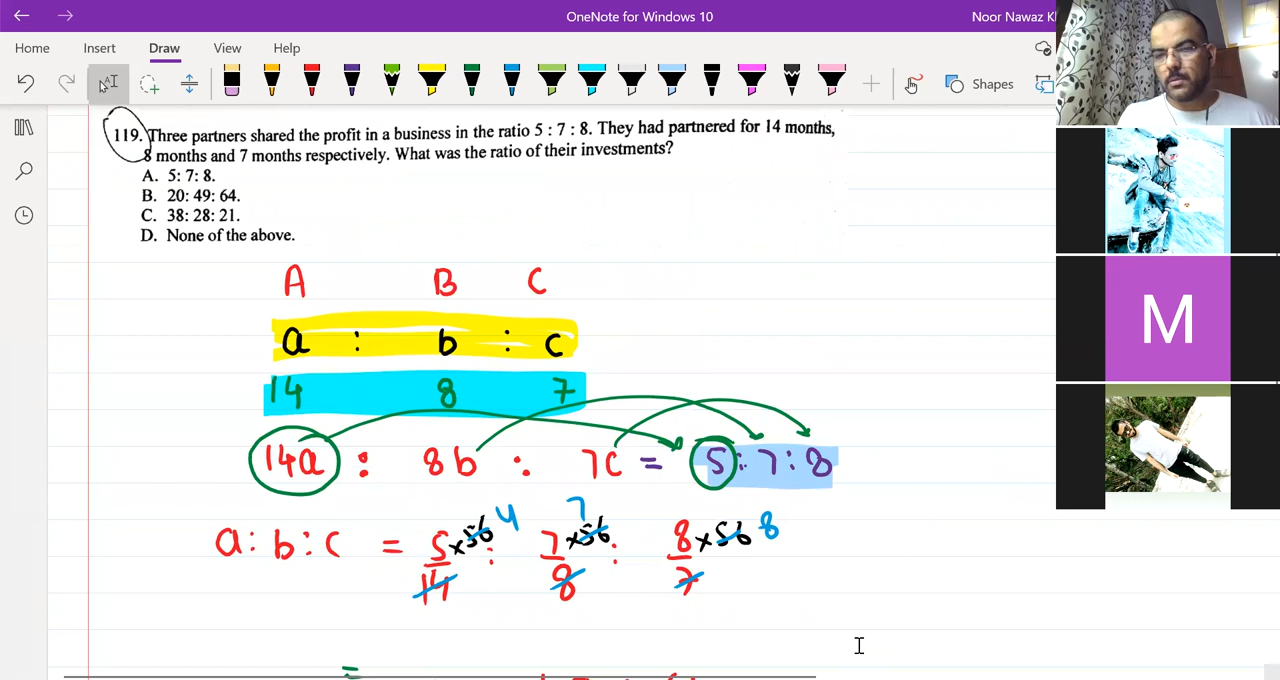 OneNote for Windows 10
Noor Nawaz K
Home Insert Draw View Help
Shapes
119. Three partners shared the profit in a business in the ratio 5 : 7 : 8. They had partnered for 14 months,
8 months and 7 months respectively. What was the ratio of their investments?
A. 5: 7: 8.
B. 20: 49: 64.
C. 38: 28: 21.
D. None of the above.
A B C
a : b : c
14 8 7
14a : 8b : 7c = 5 : 7 : 8
a : b : c = 5/14 × 56 4 : 7/8 × 56 7 : 8/7 × 56 8
M